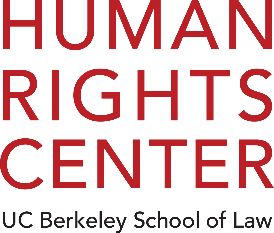 HUMAN
RIGHTS
CENTER
UC Berkeley School of Law